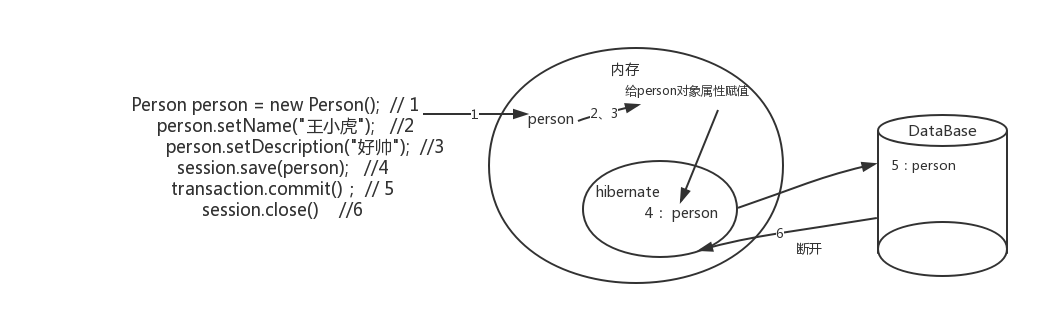 Person person = new Person();  // 1
person.setName("王小虎");   //2
person.setDescription("好帅");  //3
session.save(person);   //4
transaction.commit() ;  // 5
session.close()    //6
1
内存
给person对象属性赋值
person
2、3
hibernate
4 : person
DataBase
5 : person
6
断开